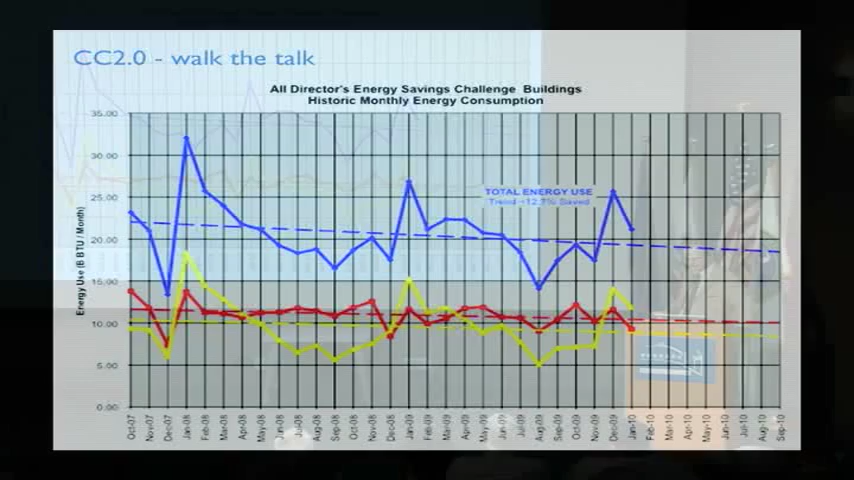 CC2.0 - walk the talk
All Director's Energy Savings Challenge Buildings
Historic Monthly Energy Consumption
35.00
30.00
25.00
20.00
15.00
10.00
5.00
0.00
Energy Use (B BTU / Month)
TOTAL ENERGY USE
Trend -12.7% Saved
Oct-07
Nov-07
Dec-07
Jan-08
Feb-08
Mar-08
Apr-08
May-08
Jun-08
Jul-08
Aug-08
Sep-08
Oct-08
Nov-08
Dec-08
Jan-09
Feb-09
Mar-09
Apr-09
May-09
Jun-09
Jul-09
Aug-09
Sep-09
Oct-09
Nov-09
Dec-09
Jan-10
Feb-10
Mar-10
Apr-10
May-10
Jun-10
Jul-10
Aug-10
Sep-10